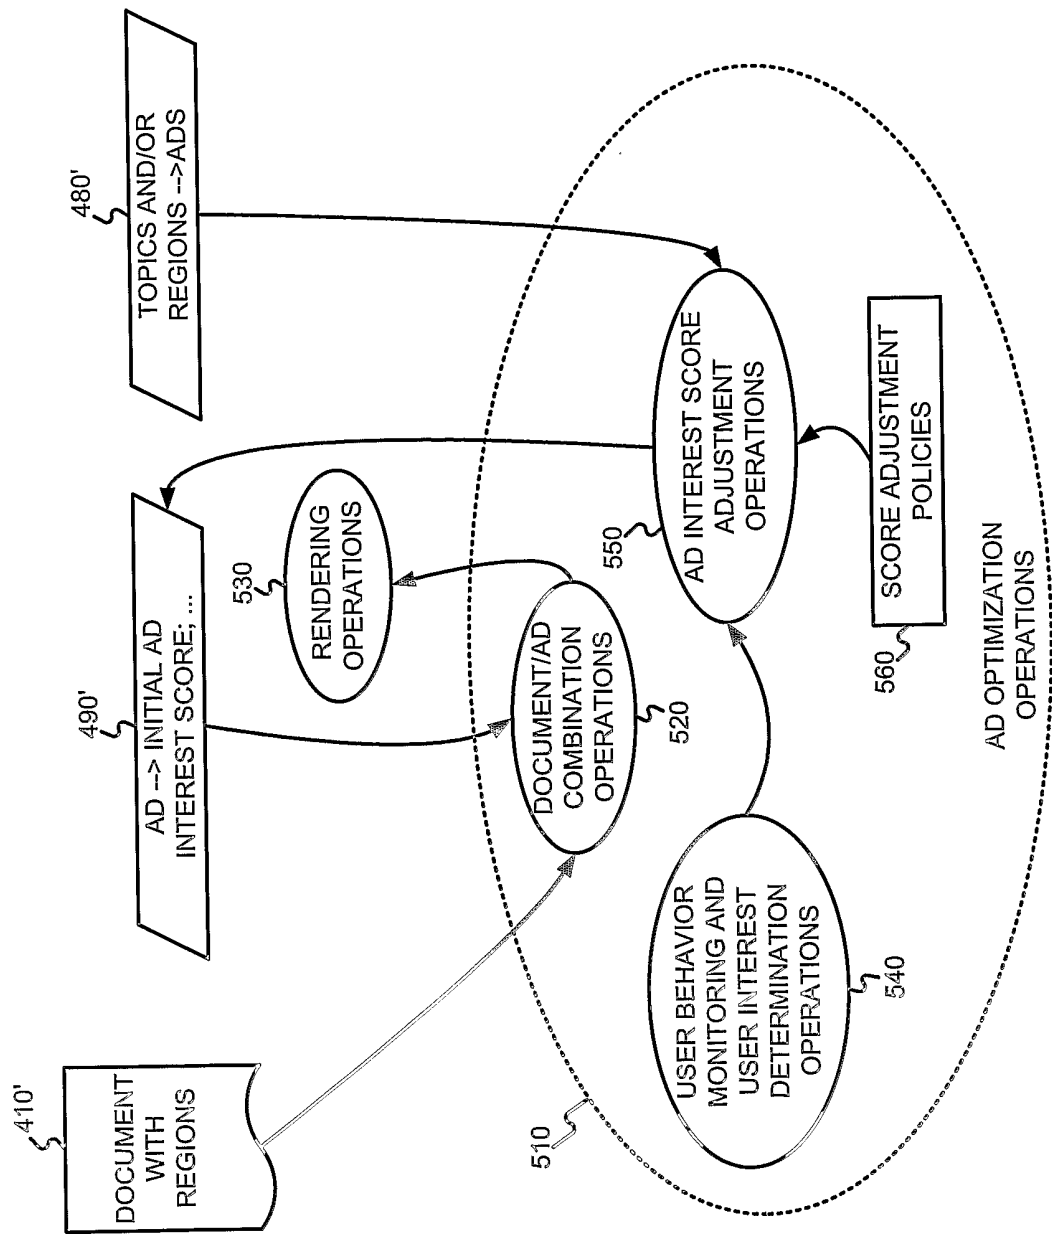 410'
DOCUMENT
WITH
REGIONS
490'
AD --> INITIAL AD
INTEREST SCORE; ...
480'
TOPICS AND/OR
REGIONS -->ADS
530
RENDERING
OPERATIONS
510
DOCUMENT/AD
COMBINATION
OPERATIONS
520
550
AD INTEREST SCORE
ADJUSTMENT
OPERATIONS
USER BEHAVIOR
MONITORING AND
USER INTEREST
DETERMINATION
OPERATIONS
540
560
SCORE ADJUSTMENT
POLICIES
AD OPTIMIZATION
OPERATIONS